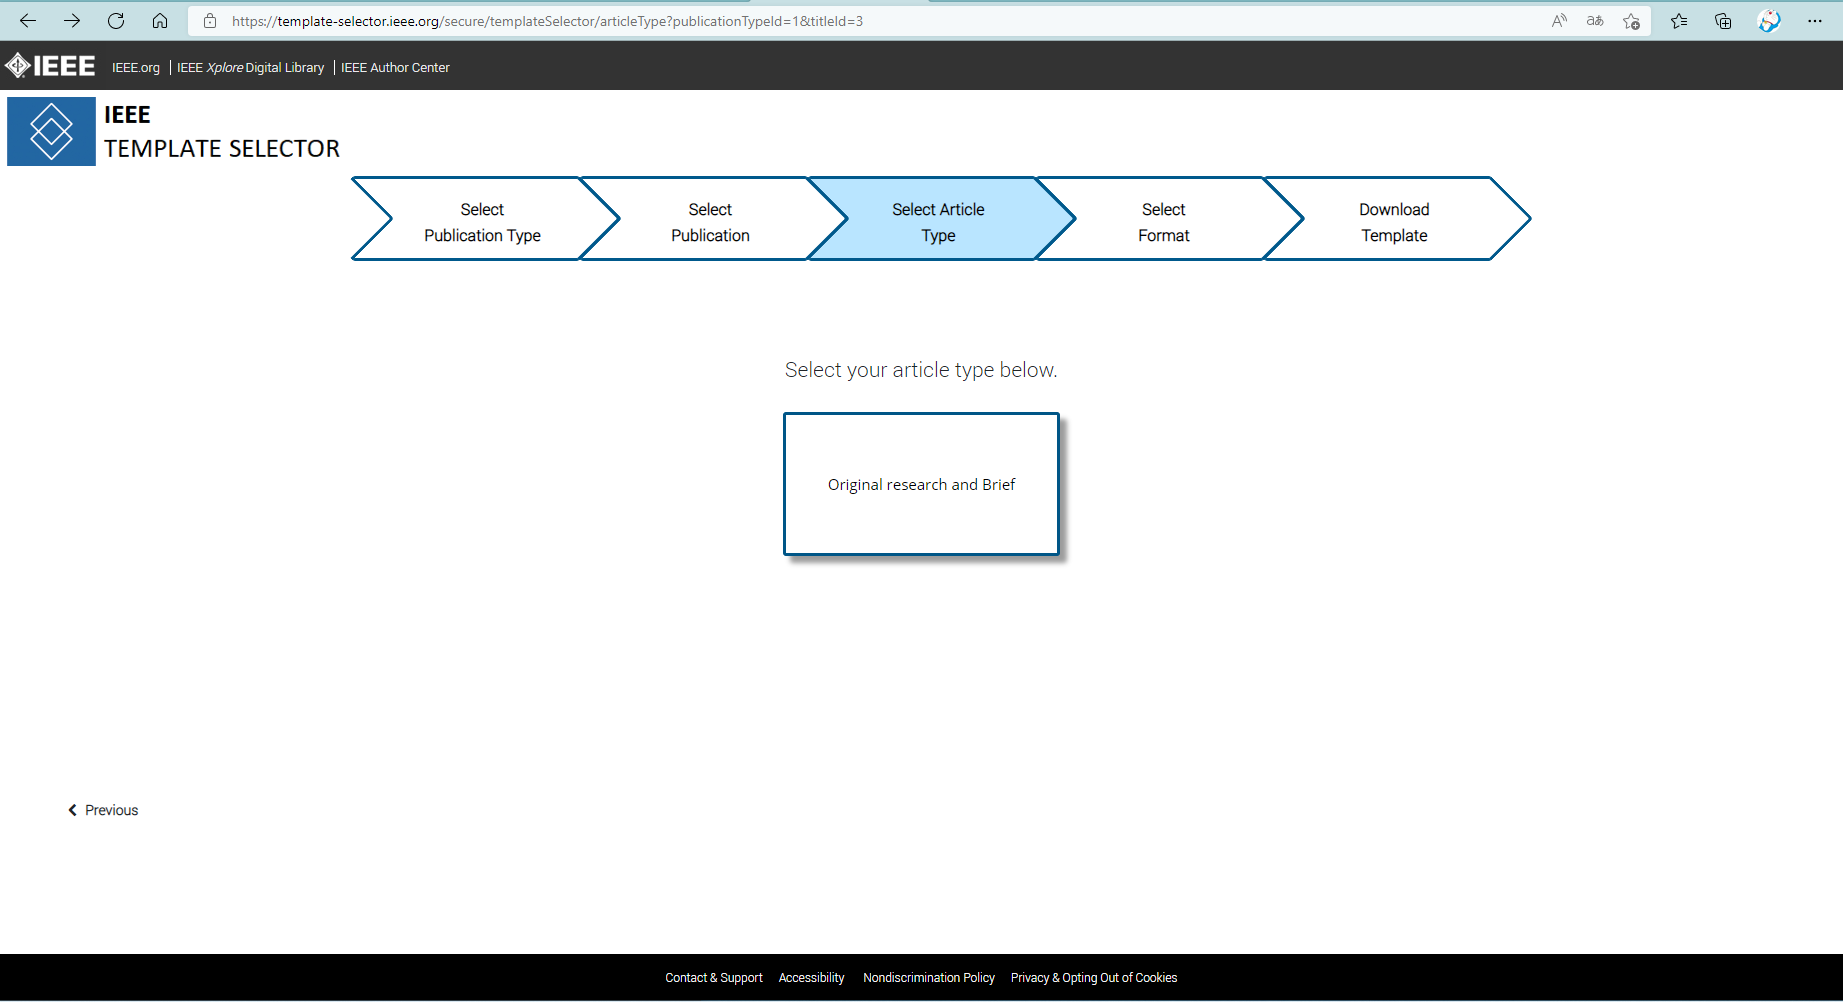 https://template-selector.ieee.org/secure/templateSelector/articleType?publicationTypeId=1&titleId=3
IEEE
IEEE.org | IEEE Xplore Digital Library | IEEE Author Center
IEEE
TEMPLATE SELECTOR
Select
Publication Type
Select
Publication
Select Article
Type
Select
Format
Download
Template
Select your article type below.
Original research and Brief
Previous
Contact & Support Accessibility Nondiscrimination Policy Privacy & Opting Out of Cookies